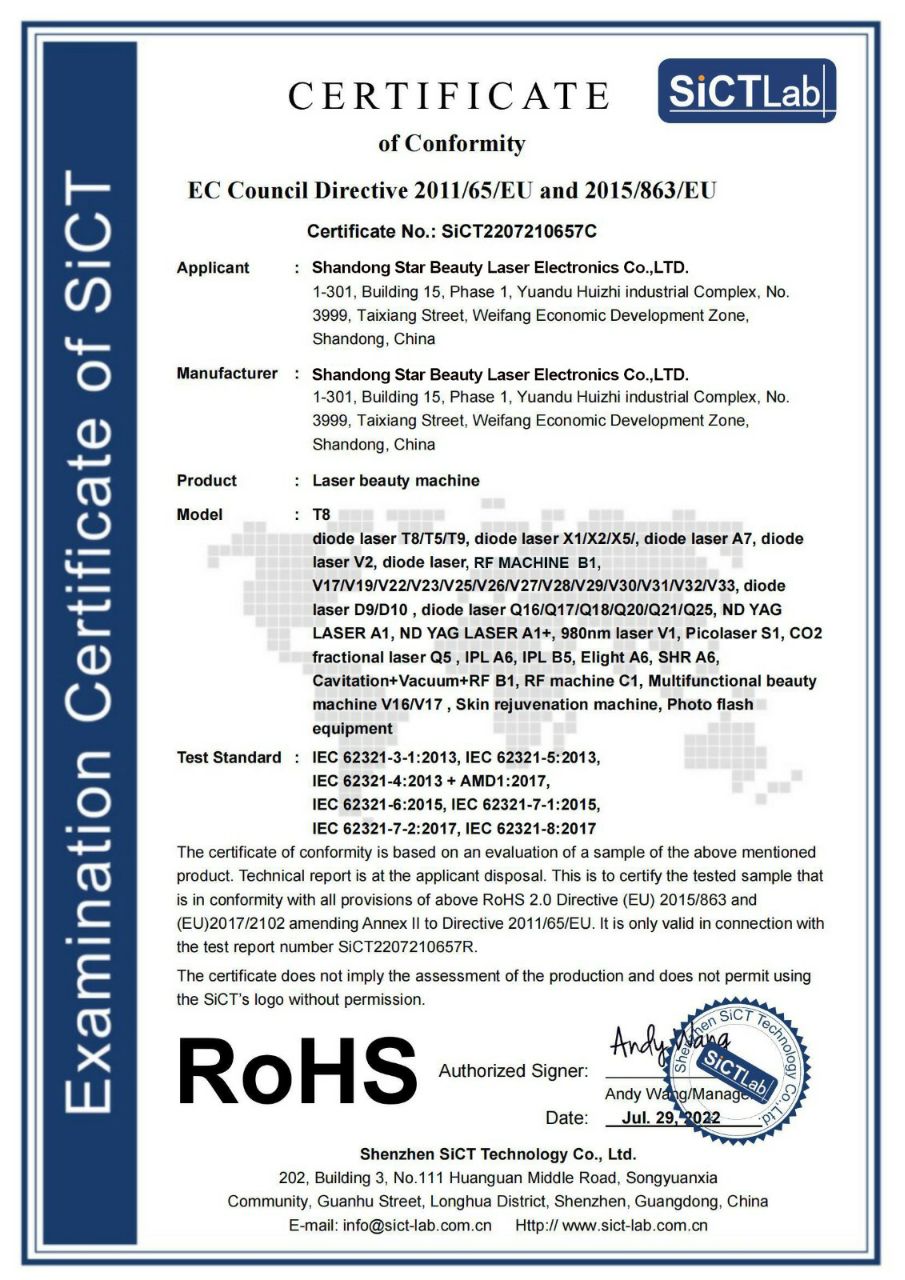 Examination Certificate of SiCT
SiCTLab
CERTIFICATE
of Conformity
EC Council Directive 2011/65/EU and 2015/863/EU
Certificate No.: SiCT2207210657C
Applicant : Shandong Star Beauty Laser Electronics Co.,LTD.
1-301, Building 15, Phase 1, Yuandu Huizhi industrial Complex, No.
3999, Taixiang Street, Weifang Economic Development Zone,
Shandong, China
Manufacturer : Shandong Star Beauty Laser Electronics Co.,LTD.
1-301, Building 15, Phase 1, Yuandu Huizhi industrial Complex, No.
3999, Taixiang Street, Weifang Economic Development Zone,
Shandong, China
Product : Laser beauty machine
Model : T8
diode laser T8/T5/T9, diode laser X1/X2/X5/, diode laser A7, diode
laser V2, diode laser, RF MACHINE B1,
V17/V19/V22/V23/V25/V26/V27/V28/V29/V30/V31/V32/V33, diode
laser D9/D10 , diode laser Q16/Q17/Q18/Q20/Q21/Q25, ND YAG
LASER A1, ND YAG LASER A1+, 980nm laser V1, Picolaser S1, CO2
fractional laser Q5 , IPL A6, IPL B5, Elight A6, SHR A6,
Cavitation+Vacuum+RF B1, RF machine C1, Multifunctional beauty
machine V16/V17 , Skin rejuvenation machine, Photo flash
equipment
Test Standard : IEC 62321-3-1:2013, IEC 62321-5:2013,
IEC 62321-4:2013 + AMD1:2017,
IEC 62321-6:2015, IEC 62321-7-1:2015,
IEC 62321-7-2:2017, IEC 62321-8:2017
The certificate of conformity is based on an evaluation of a sample of the above mentioned
product. Technical report is at the applicant disposal. This is to certify the tested sample that
is in conformity with all provisions of above RoHS 2.0 Directive (EU) 2015/863 and
(EU)2017/2102 amending Annex II to Directive 2011/65/EU. It is only valid in connection with
the test report number SiCT2207210657R.
The certificate does not imply the assessment of the production and does not permit using
the SiCT's logo without permission.
RoHS
Authorized Signer: Andy Wang
Andy Wang/Manager
Date: Jul. 29, 2022
Shenzhen SiCT Technology Co., Ltd.
SiCTLab
Shenzhen SiCT Technology Co., Ltd.
202, Building 3, No.111 Huanguan Middle Road, Songyuanxia
Community, Guanhu Street, Longhua District, Shenzhen, Guangdong, China
E-mail: info@sict-lab.com.cn Http:// www.sict-lab.com.cn